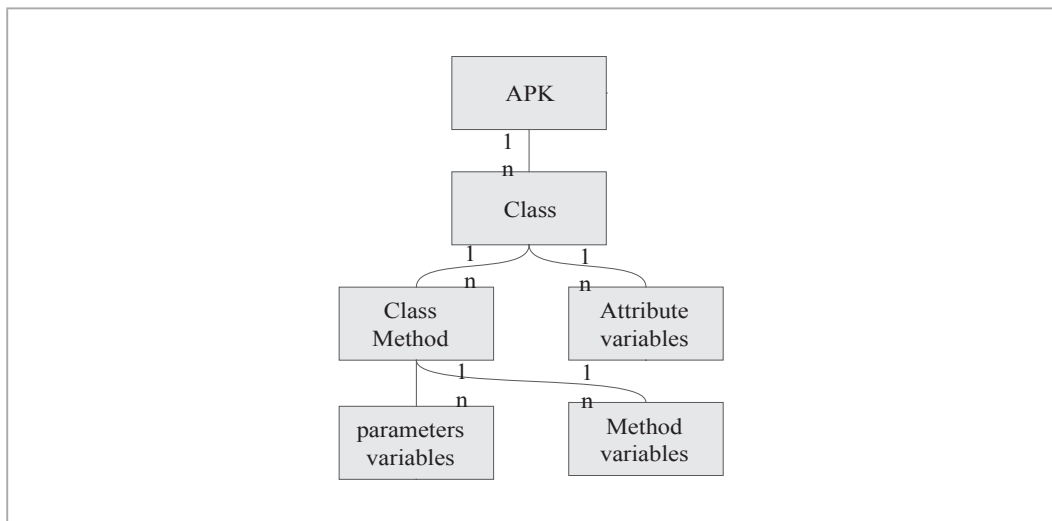 APK
1
n
Class
1
n
1
n
Class
Method
Attribute
variables
1
n
1
n
parameters
variables
Method
variables